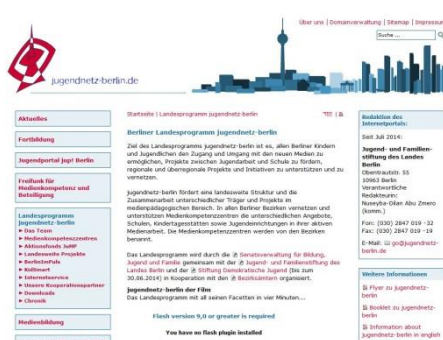 Über uns | Domainverwaltung | Sitemap | Impressum
Suche ...
jugendnetz-berlin.de
Aktuelles
Fortbildung
Jugendportal jup! Berlin
Freifunk für
Medienkompetenz und
Beteiligung
Landesprogramm
jugendnetz-berlin
Das Team
Medienkompetenzzentren
Aktionsfonds JeMP
Landesweite Projekte
BerlinInfuls
Kultmart
Internetservice
Unsere Kooperationspartner
Downloads
Chronik
Medienbildung
Startseite | Landesprogramm jugendnetz-berlin
Berliner Landesprogramm jugendnetz-berlin
Ziel des Landesprogramms jugendnetz-berlin ist es, allen Berliner Kindern
und Jugendlichen den Zugang und Umgang mit den neuen Medien zu
ermöglichen, Projekte zwischen Jugendarbeit und Schule zu fördern,
regionale und überregionale Projekte und Initiativen zu unterstützen und zu
vernetzen.
jugendnetz-berlin fördert eine landesweite Struktur und die
Zusammenarbeit unterschiedlicher Träger und Projekte im
medienpädagogischen Bereich. In allen Berliner Bezirken vernetzen und
unterstützen Medienkompetenzzentren die unterschiedlichen Angebote,
Schulen, Kindertagesstätten sowie Jugendeinrichtungen in ihrer aktiven
Medienarbeit. Die Medienkompetenzzentren werden von den Bezirken
benannt.
Das Landesprogramm wird durch die Senatsverwaltung für Bildung,
Jugend und Familie gemeinsam mit der Jugend- und Familienstiftung des
Landes Berlin und der Stiftung Demokratische Jugend (bis zum
30.06.2014) in Kooperation mit den Bezirksämtern organisiert.
jugendnetz-berlin der Film
Das Landesprogramm mit all seinen Facetten in vier Minuten...
Flash version 9,0 or greater is required
You have no flash plugin installed
Redaktion des
Internetportals:
Seit Juli 2014:
Jugend- und Familien-
stiftung des Landes
Berlin
Obentrautstr. 55
10963 Berlin
Verantwortliche
Redakteurin:
Nuseyba-Dilan Abu Zmero
(komm.)
Fon: (030) 2847 019 -32
Fax: (030) 2847 019 -19
E-Mail: go@jugendnetz-
berlin.de
Weitere Informationen
Flyer zu jugendnetz-
berlin
Booklet zu jugendnetz-
berlin
Information about
jugendnetz-berlin in english